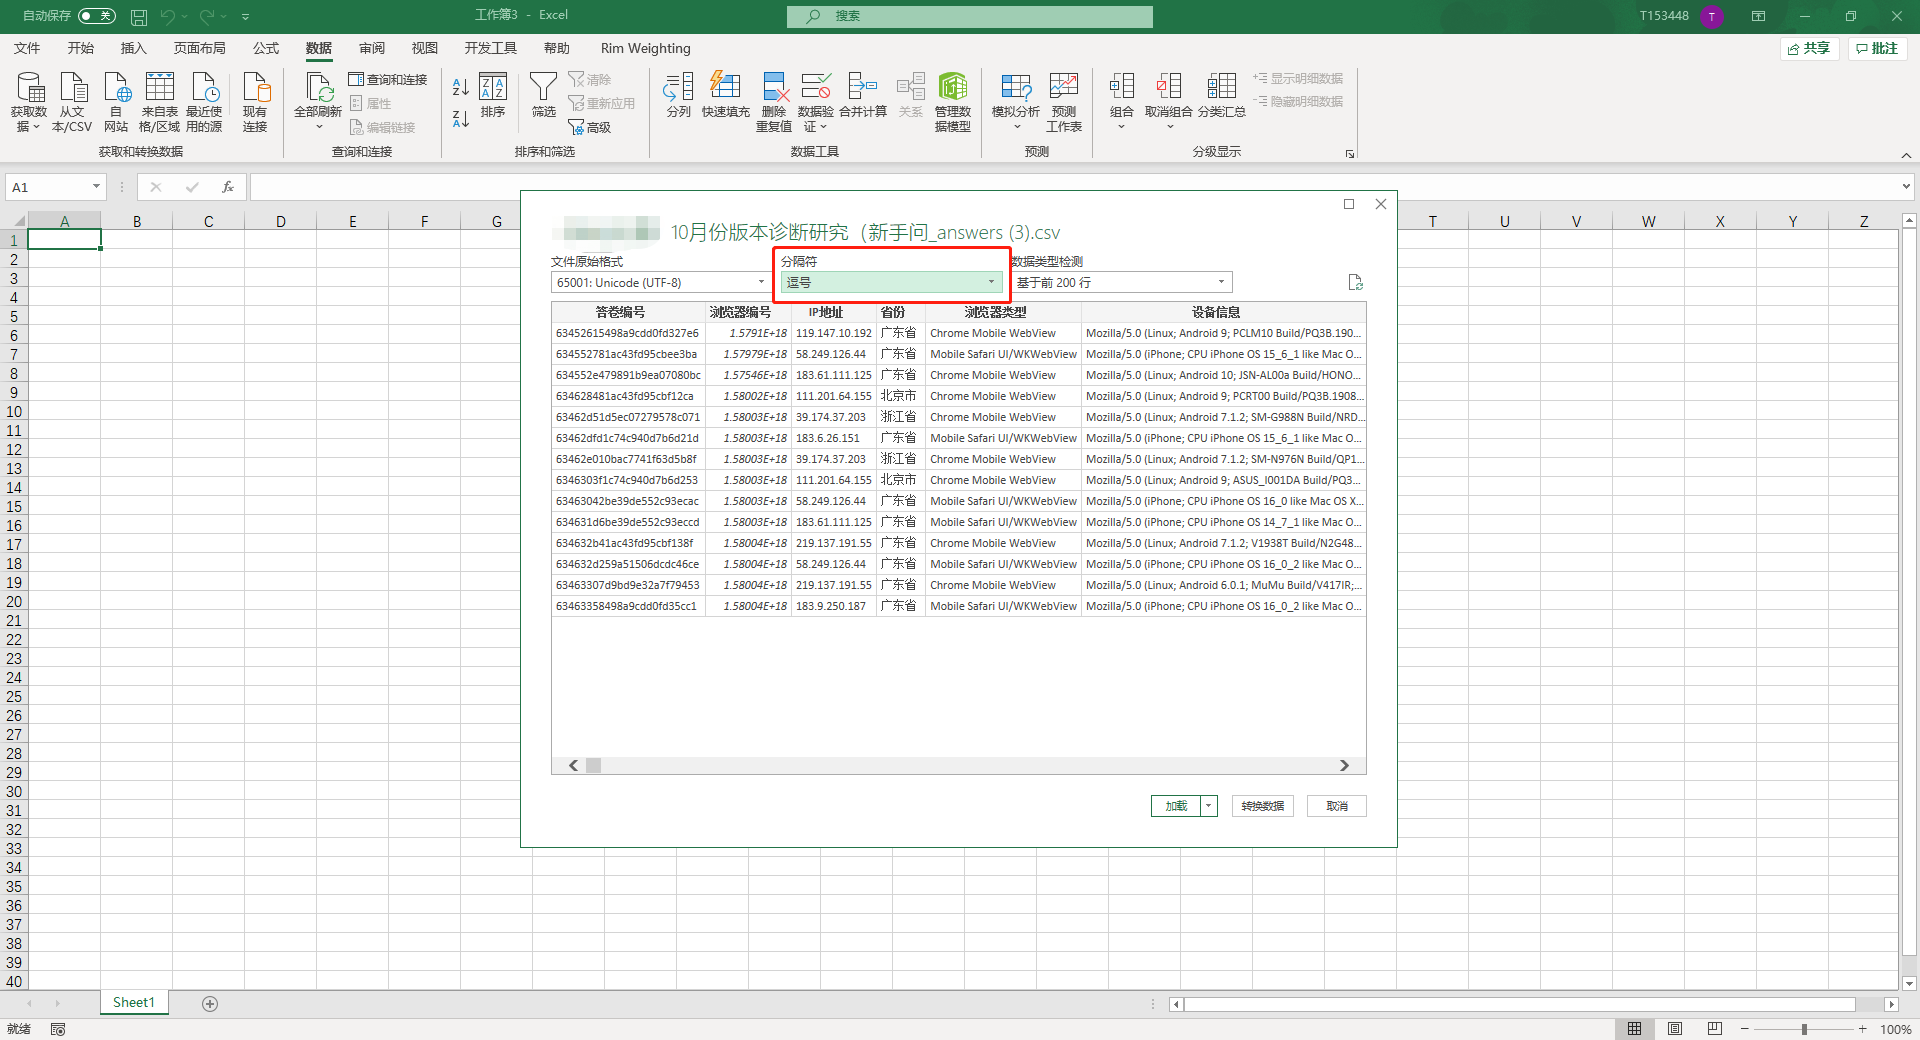 自动保存 关 工作簿3 - Excel 搜索 T153448 T
文件 开始 插入 页面布局 公式 数据 审阅 视图 开发工具 帮助 Rim Weighting 共享 批注
获取数据 从文本/CSV 自网站 来自表格/区域 最近使用的源 现有连接
获取和转换数据
全部刷新 查询和连接 属性 编辑链接
查询和连接
排序 筛选 清除 重新应用 高级
排序和筛选
分列 快速填充 删除重复值 数据验证 合并计算 关系 管理数据模型
数据工具
模拟分析 预测工作表
预测
组合 取消组合 分类汇总 显示明细数据 隐藏明细数据
分级显示
A1 fx
A B C D E F G T U V W X Y Z
1
2
3
4
5
6
7
8
9
10
11
12
13
14
15
16
17
18
19
20
21
22
23
24
25
26
27
28
29
30
31
32
33
34
35
36
37
38
39
40
10月份版本诊断研究（新手问_answers (3).csv
文件原始格式 分隔符 数据类型检测
65001: Unicode (UTF-8) 逗号 基于前 200 行
答卷编号 浏览器编号 IP地址 省份 浏览器类型 设备信息
63452615498a9cdd0fd327e6 1.5791E+18 119.147.10.192 广东省 Chrome Mobile WebView Mozilla/5.0 (Linux; Android 9; PCLM10 Build/PQ3B.190...
634552781ac43fd95cbee3ba 1.57979E+18 58.249.126.44 广东省 Mobile Safari UI/WKWebView Mozilla/5.0 (iPhone; CPU iPhone OS 15_6_1 like Mac O...
634552e479891b9ea07080bc 1.57546E+18 183.61.111.125 广东省 Chrome Mobile WebView Mozilla/5.0 (Linux; Android 10; JSN-AL00a Build/HONO...
634628481ac43fd95cbf12ca 1.58002E+18 111.201.64.155 北京市 Chrome Mobile WebView Mozilla/5.0 (Linux; Android 9; PCRT00 Build/PQ3B.1908...
63462d51d5ec07279578c071 1.58003E+18 39.174.37.203 浙江省 Chrome Mobile WebView Mozilla/5.0 (Linux; Android 7.1.2; SM-G988N Build/NRD...
63462dfd1c74c940d7b6d21d 1.58003E+18 183.6.26.151 广东省 Mobile Safari UI/WKWebView Mozilla/5.0 (iPhone; CPU iPhone OS 15_6_1 like Mac O...
63462e010bac7741f63d5b8f 1.58003E+18 39.174.37.203 浙江省 Chrome Mobile WebView Mozilla/5.0 (Linux; Android 7.1.2; SM-N976N Build/QP1...
6346303f1c74c940d7b6d253 1.58003E+18 111.201.64.155 北京市 Chrome Mobile WebView Mozilla/5.0 (Linux; Android 9; ASUS_I001DA Build/PQ3...
63463042be39de552c93ecac 1.58003E+18 58.249.126.44 广东省 Mobile Safari UI/WKWebView Mozilla/5.0 (iPhone; CPU iPhone OS 16_0 like Mac OS X...
634631d6be39de552c93eccd 1.58003E+18 183.61.111.125 广东省 Mobile Safari UI/WKWebView Mozilla/5.0 (iPhone; CPU iPhone OS 14_7_1 like Mac O...
634632b41ac43fd95cbf138f 1.58004E+18 219.137.191.55 广东省 Chrome Mobile WebView Mozilla/5.0 (Linux; Android 7.1.2; V1938T Build/N2G48...
634632d259a51506dcdc46ce 1.58004E+18 58.249.126.44 广东省 Mobile Safari UI/WKWebView Mozilla/5.0 (iPhone; CPU iPhone OS 16_0_2 like Mac O...
63463307d9bd9e32a7f79453 1.58004E+18 219.137.191.55 广东省 Chrome Mobile WebView Mozilla/5.0 (Linux; Android 6.0.1; MuMu Build/V417IR;...
63463358498a9cdd0fd35cc1 1.58004E+18 183.9.250.187 广东省 Mobile Safari UI/WKWebView Mozilla/5.0 (iPhone; CPU iPhone OS 16_0_2 like Mac O...
加载 转换数据 取消
Sheet1
就绪 100%